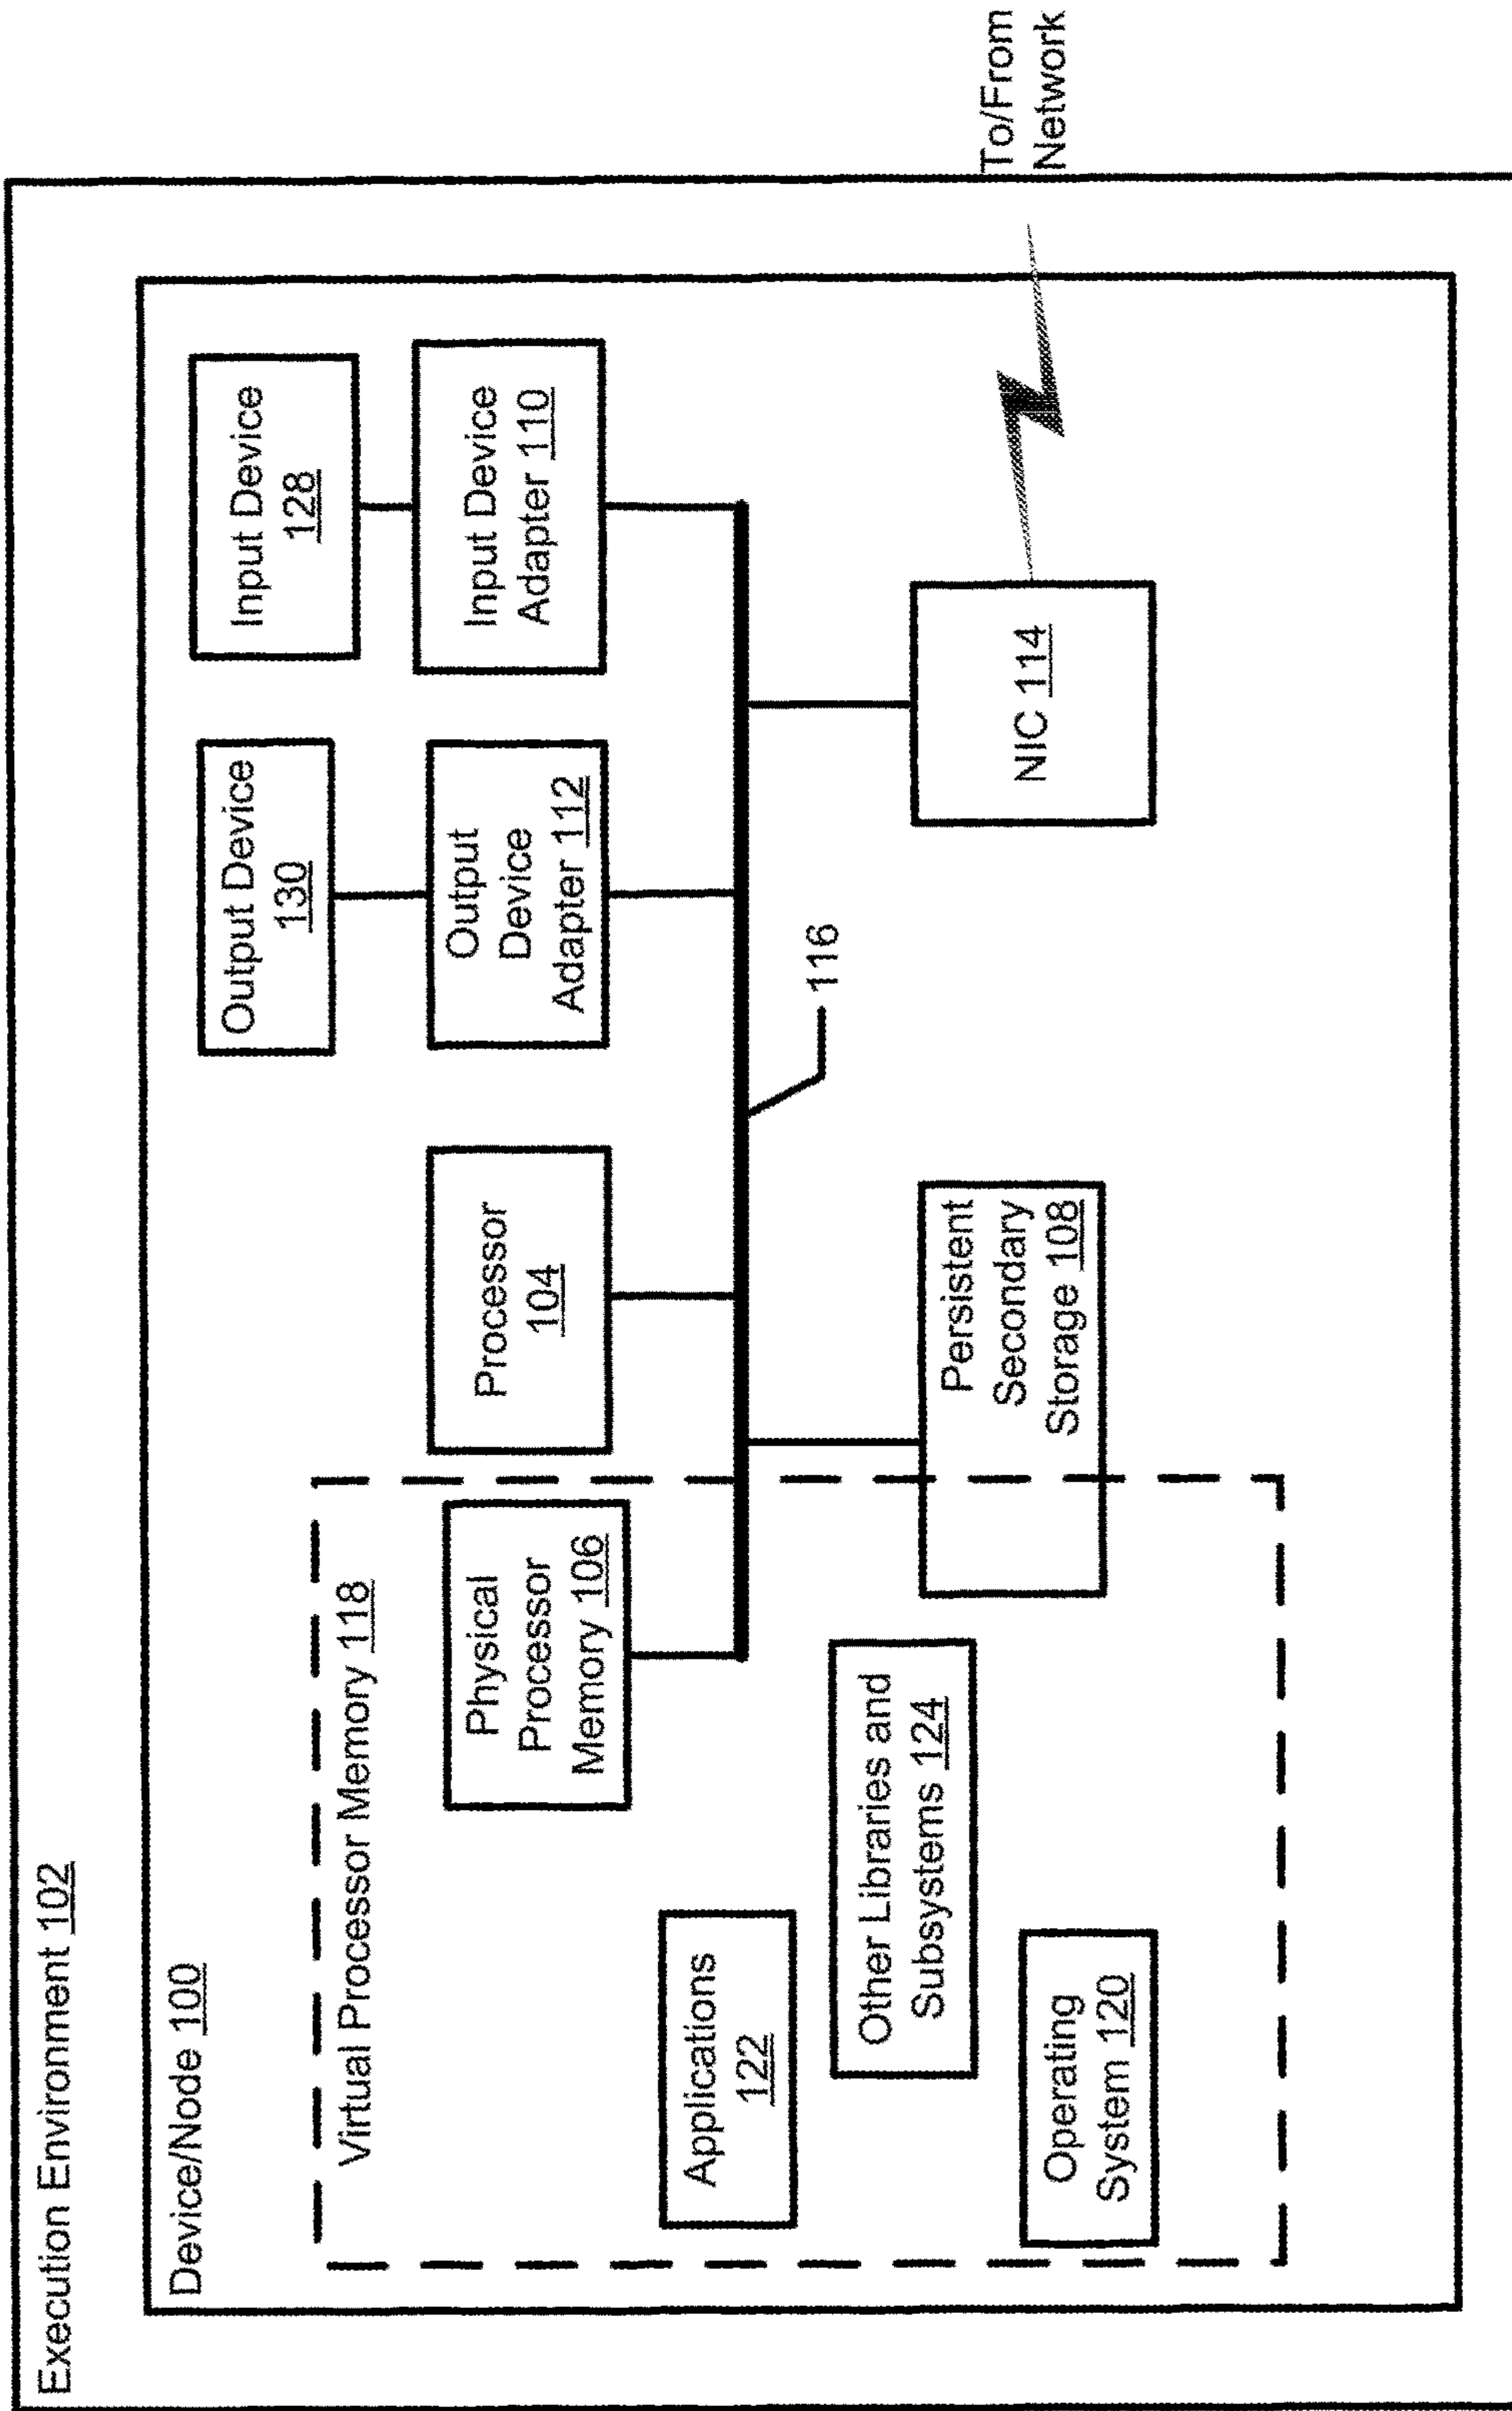 Execution Environment 102
Device/Node 100
Virtual Processor Memory 118
Physical
Processor
Memory 106
Processor
104
Output Device
130
Output
Device
Adapter 112
Input Device
128
Input Device
Adapter 110
Applications
122
Other Libraries and
Subsystems 124
Operating
System 120
Persistent
Secondary
Storage 108
116
NIC 114
To/From
Network